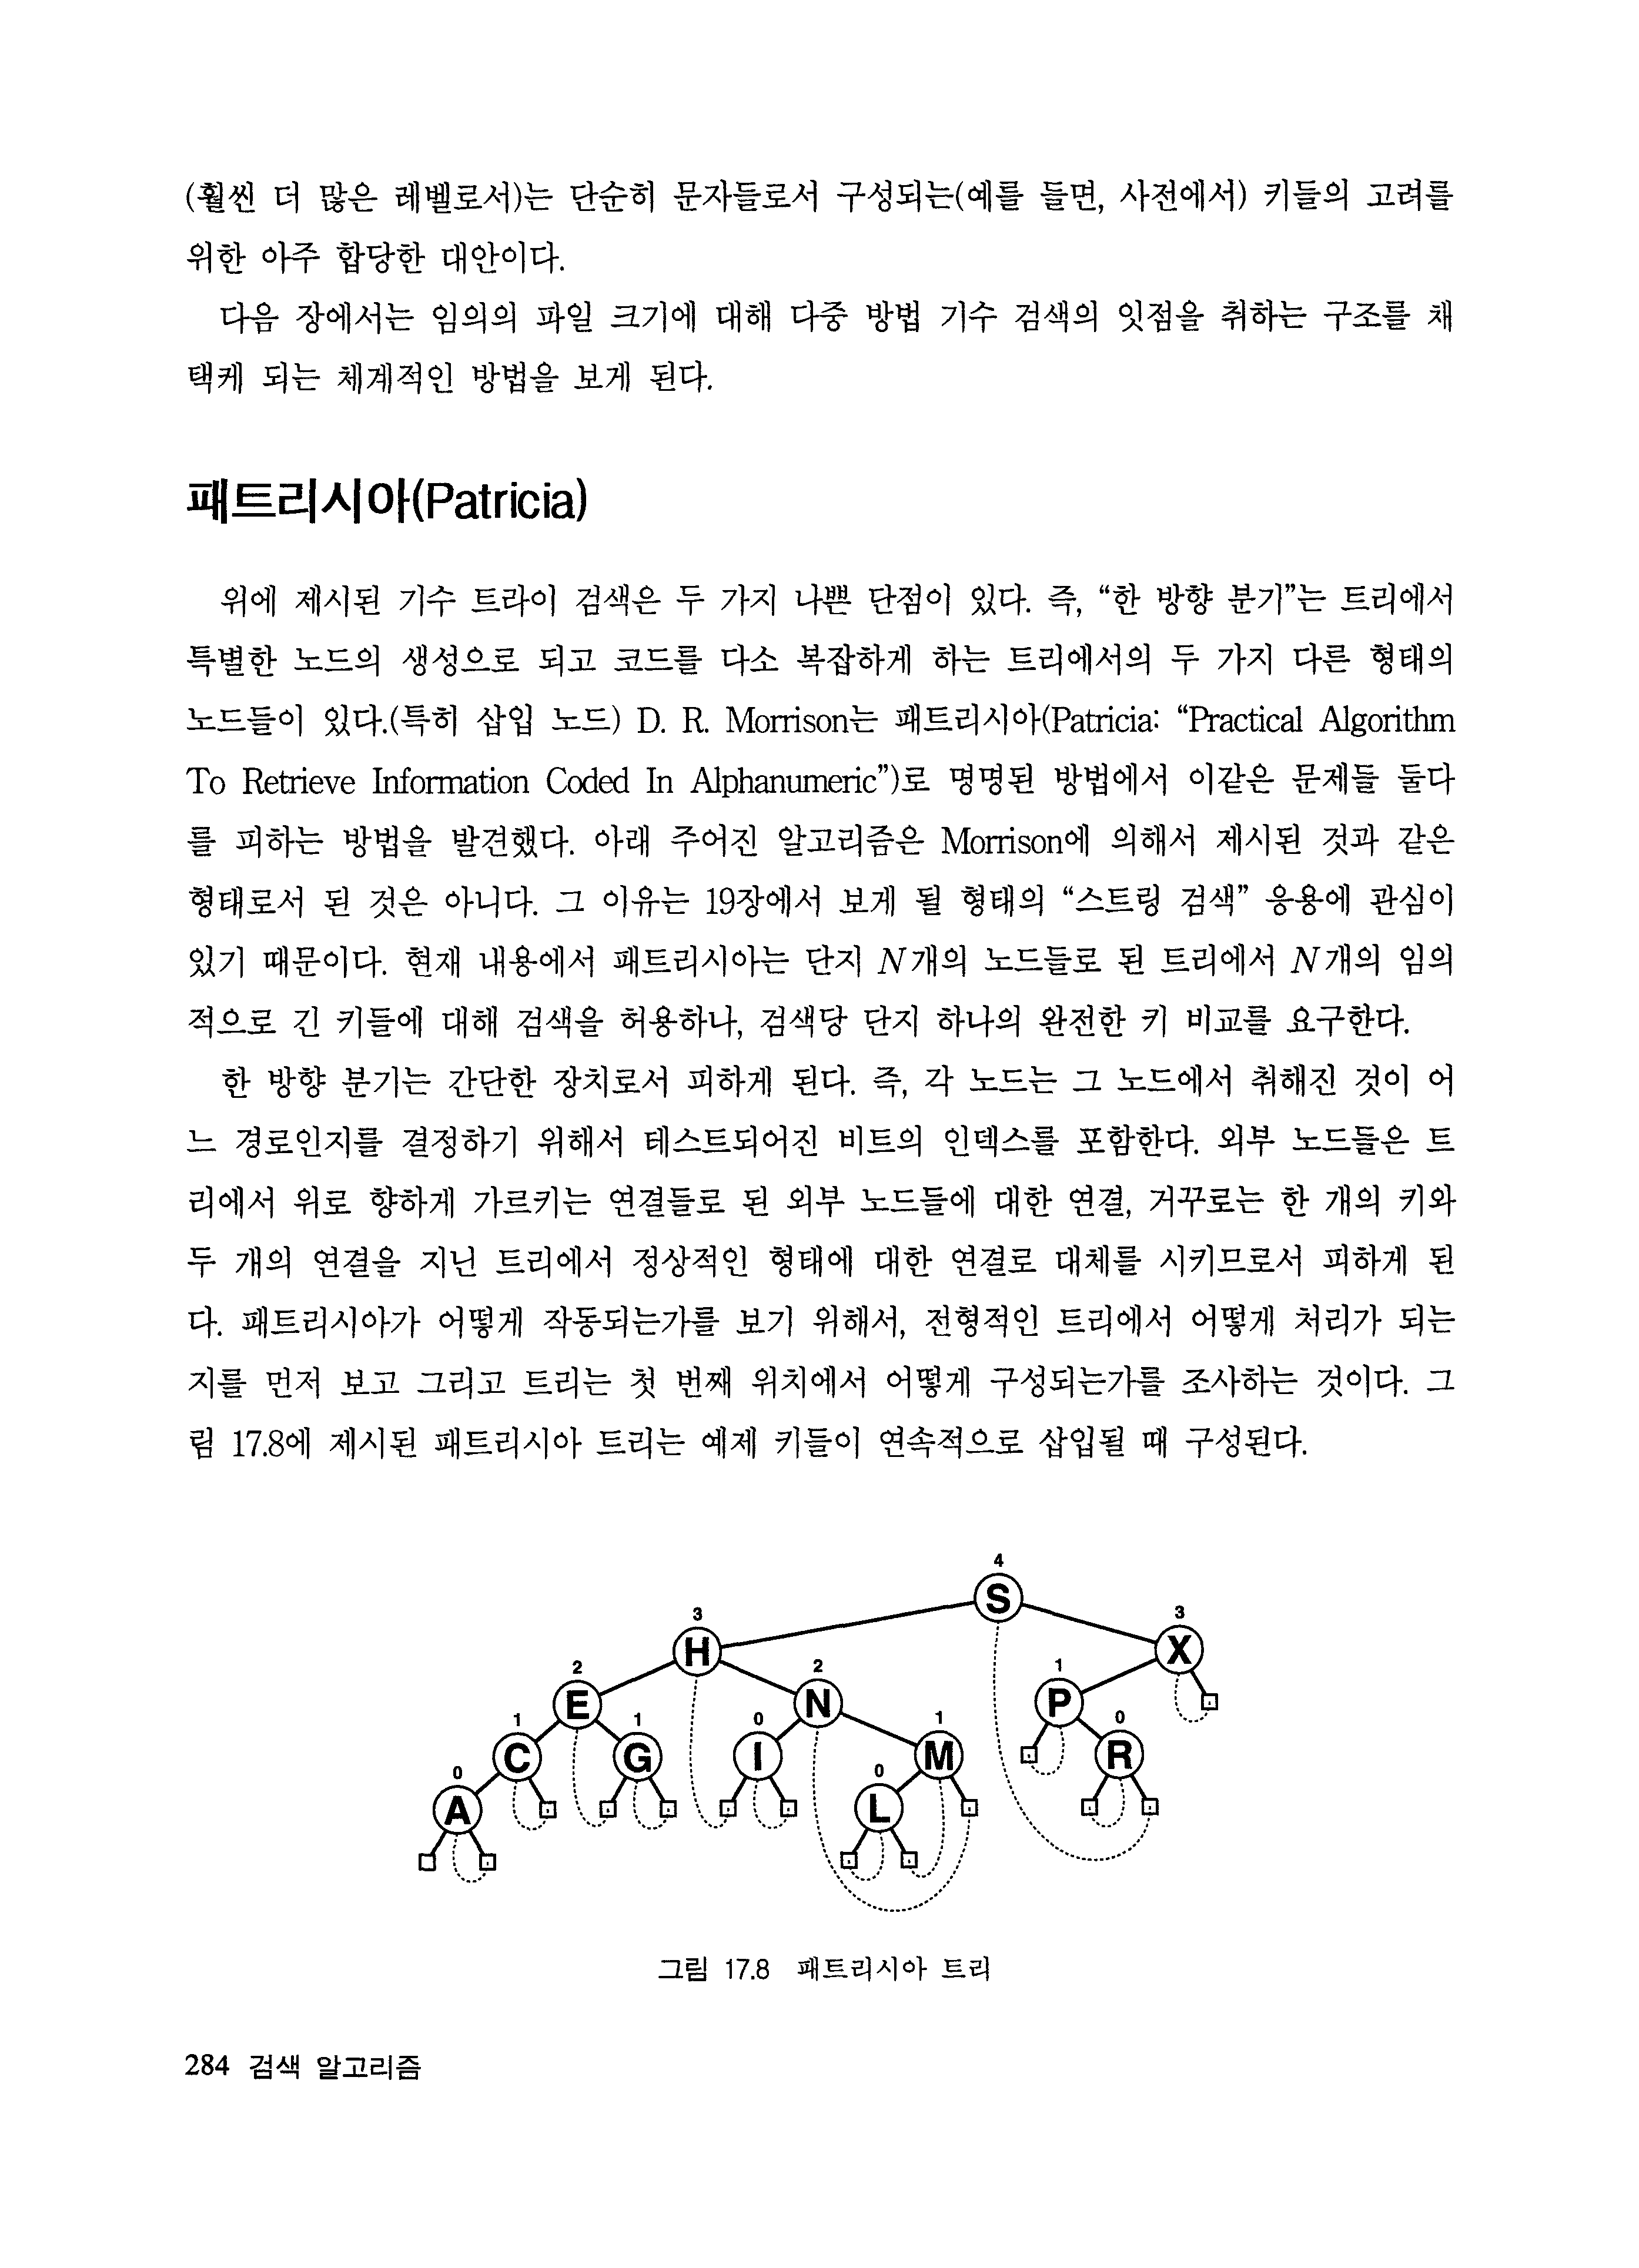 (훨씬 더 많은 레벨로서)는 단순히 문자들로서 구성되는(예를 들면, 사전에서) 키들의 고려를
위한 아주 합당한 대안이다.
다음 장에서는 임의의 파일 크기에 대해 다중 방법 기수 검색의 잇점을 취하는 구조를 채
택케 되는 체계적인 방법을 보게 된다.
패트리시아(Patricia)
위에 제시된 기수 트라이 검색은 두 가지 나쁜 단점이 있다. 즉, “한 방향 분기”는 트리에서
특별한 노드의 생성으로 되고 코드를 다소 복잡하게 하는 트리에서의 두 가지 다른 형태의
노드들이 있다.(특히 삽입 노드) D. R. Morrison는 패트리시아(Patricia: “Practical Algorithm
To Retrieve Information Coded In Alphanumeric”)로 명명된 방법에서 이같은 문제들 둘다
를 피하는 방법을 발견했다. 아래 주어진 알고리즘은 Morrison에 의해서 제시된 것과 같은
형태로서 된 것은 아니다. 그 이유는 19장에서 보게 될 형태의 “스트링 검색” 응용에 관심이
있기 때문이다. 현재 내용에서 패트리시아는 단지 N개의 노드들로 된 트리에서 N개의 임의
적으로 긴 키들에 대해 검색을 허용하나, 검색당 단지 하나의 완전한 키 비교를 요구한다.
한 방향 분기는 간단한 장치로서 피하게 된다. 즉, 각 노드는 그 노드에서 취해진 것이 어
느 경로인지를 결정하기 위해서 테스트되어진 비트의 인덱스를 포함한다. 외부 노드들은 트
리에서 위로 향하게 가르키는 연결들로 된 외부 노드들에 대한 연결, 거꾸로는 한 개의 키와
두 개의 연결을 지닌 트리에서 정상적인 형태에 대한 연결로 대체를 시키므로서 피하게 된
다. 패트리시아가 어떻게 작동되는가를 보기 위해서, 전형적인 트리에서 어떻게 처리가 되는
지를 먼저 보고 그리고 트리는 첫 번째 위치에서 어떻게 구성되는가를 조사하는 것이다. 그
림 17.8에 제시된 패트리시아 트리는 예제 키들이 연속적으로 삽입될 때 구성된다.
4
S
3 3
H X
2 2 1
E N P
1 1 0 1 0
C G I M R
0 0
A L
그림 17.8 패트리시아 트리
284 검색 알고리즘